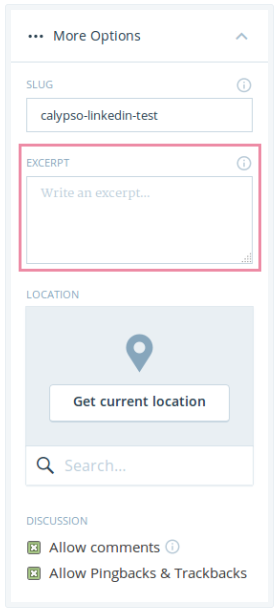 ••• More Options
SLUG
calypso-linkedin-test
EXCERPT
Write an excerpt...
LOCATION
Get current location
Search...
DISCUSSION
Allow comments
Allow Pingbacks & Trackbacks